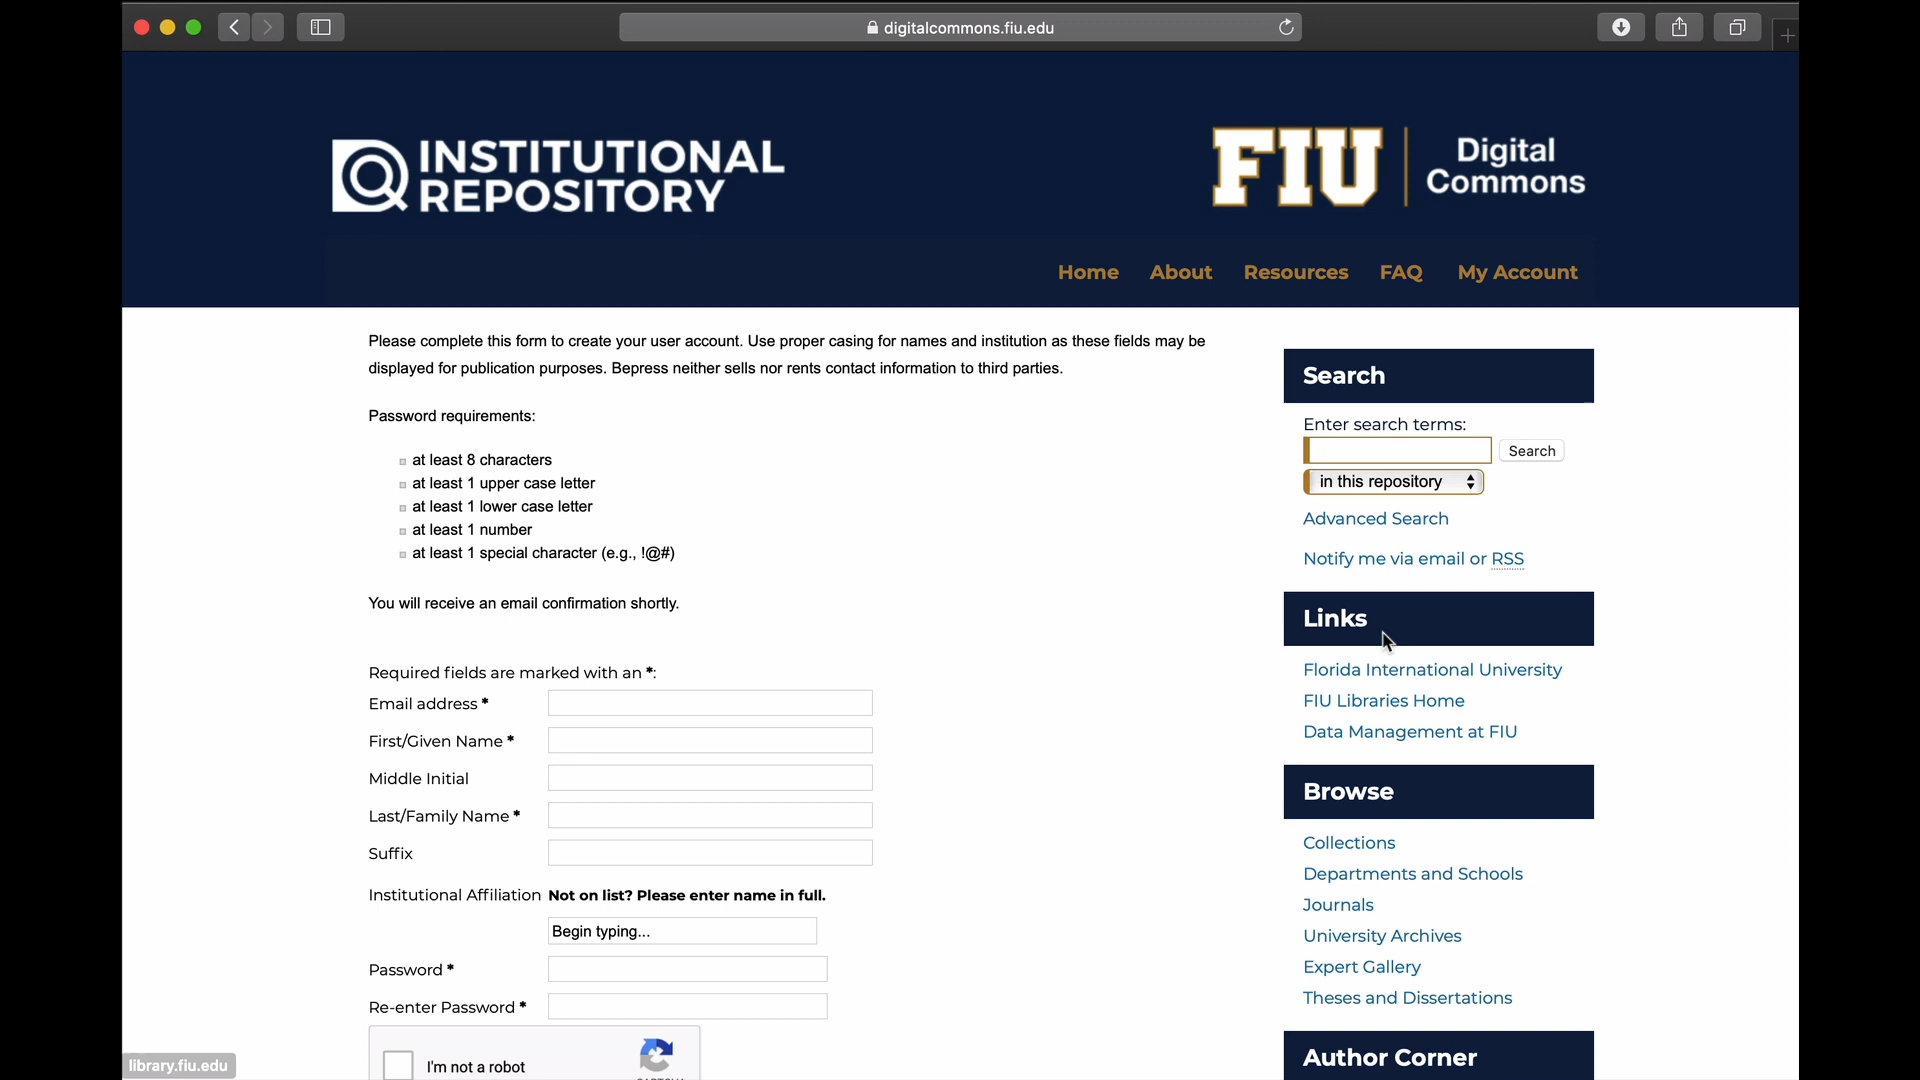 digitalcommons.fiu.edu
INSTITUTIONAL
REPOSITORY
FIU
Digital
Commons
Home About Resources FAQ My Account
Please complete this form to create your user account. Use proper casing for names and institution as these fields may be
displayed for publication purposes. Bepress neither sells nor rents contact information to third parties.
Password requirements:
at least 8 characters
at least 1 upper case letter
at least 1 lower case letter
at least 1 number
at least 1 special character (e.g., !@#)
You will receive an email confirmation shortly.
Required fields are marked with an *:
Email address *
First/Given Name *
Middle Initial
Last/Family Name *
Suffix
Institutional Affiliation Not on list? Please enter name in full.
Begin typing...
Password *
Re-enter Password *
I'm not a robot
Search
Enter search terms:
Search
in this repository
Advanced Search
Notify me via email or RSS
Links
Florida International University
FIU Libraries Home
Data Management at FIU
Browse
Collections
Departments and Schools
Journals
University Archives
Expert Gallery
Theses and Dissertations
Author Corner
library.fiu.edu